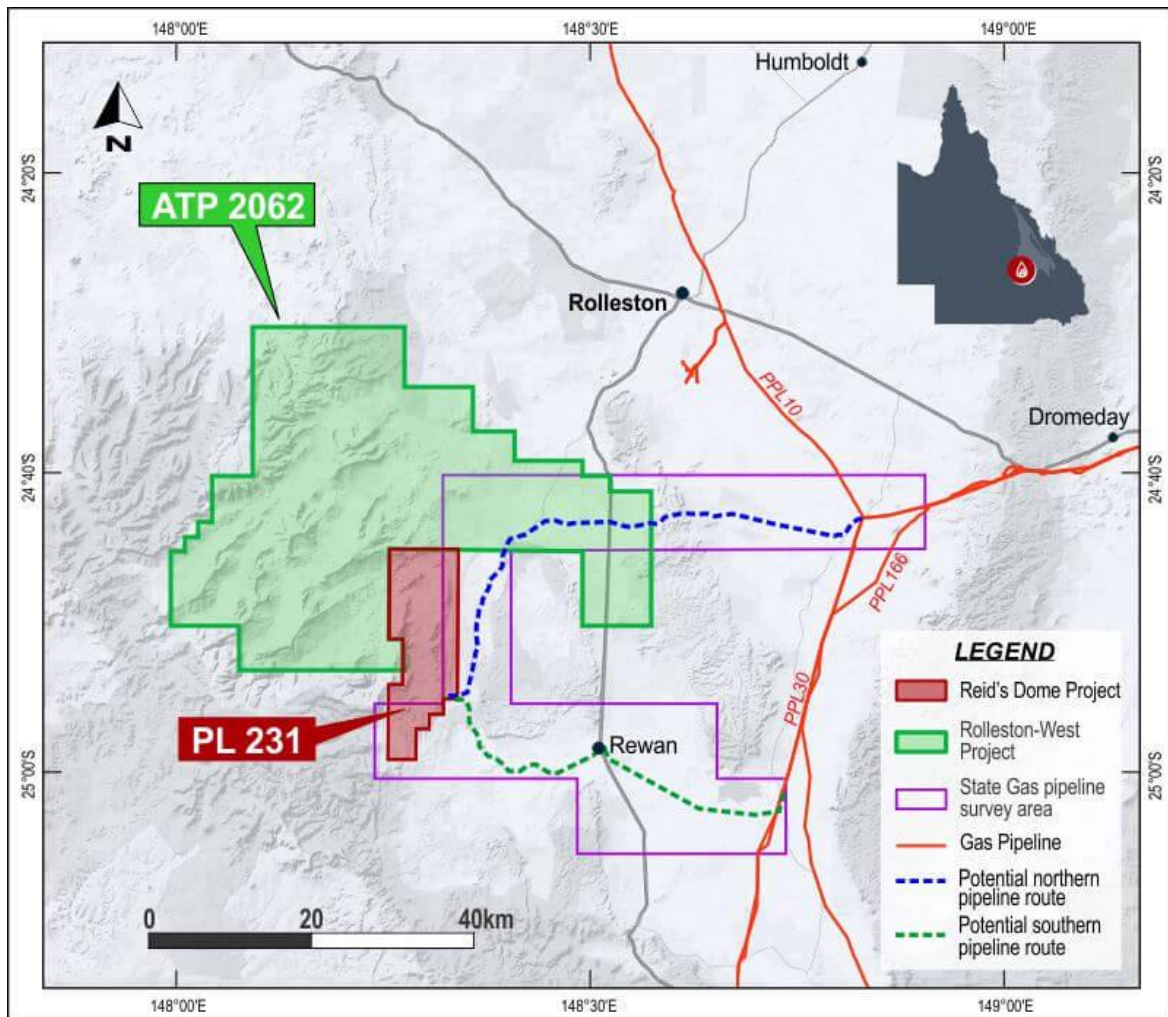 148°00'E
148°30'E
149°00'E
Humboldt
N
24°20'S
24°20'S
ATP 2062
Rolleston
PPL10
Dromeday
24°40'S
24°40'S
PPL166
LEGEND
Reid's Dome Project
Rolleston-West
Project
State Gas pipeline
survey area
Gas Pipeline
Potential northern
pipeline route
Potential southern
pipeline route
PL 231
PPL30
Rewan
25°00'S
25°00'S
0
20
40km
148°00'E
148°30'E
149°00'E